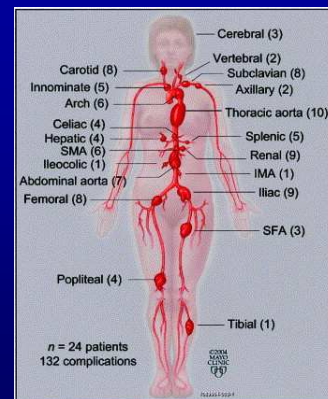 Cerebral (3)
Vertebral (2)
Carotid (8)
Subclavian (8)
Innominate (5)
Axillary (2)
Arch (6)
Thoracic aorta (10)
Celiac (4)
Hepatic (4)
Splenic (5)
SMA (6)
Renal (9)
Ileocolic (1)
IMA (1)
Abdominal aorta (7)
Iliac (9)
Femoral (8)
SFA (3)
Popliteal (4)
Tibial (1)
n = 24 patients
132 complications
©2004
MAYO
CLINIC